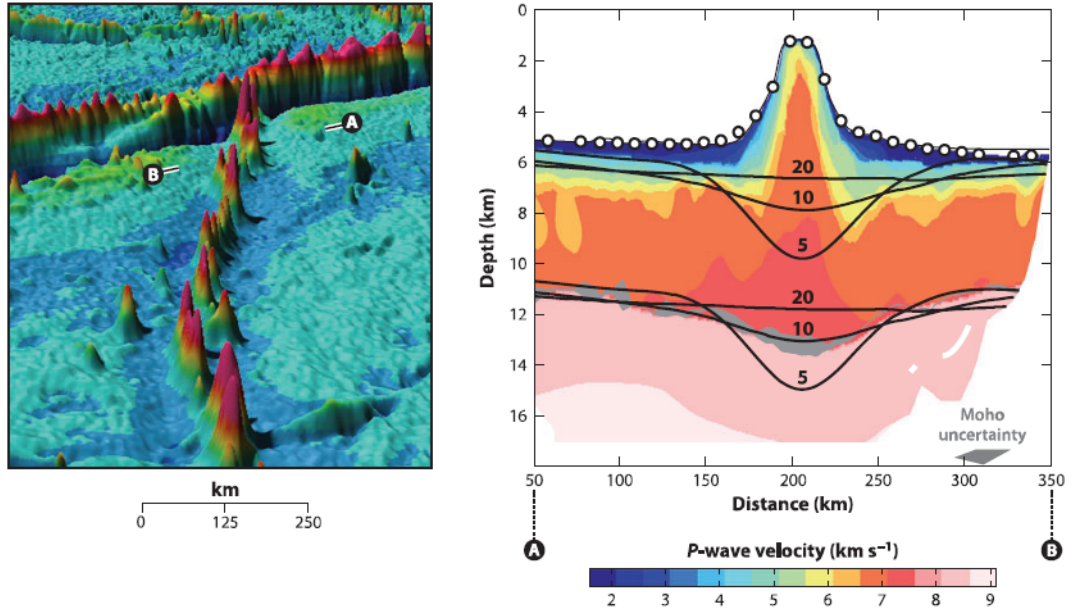 A
B
km
0 125 250
0
2
4
6
8
10
12
14
16
18
Depth (km)
20
10
5
20
10
5
Moho
uncertainty
50 100 150 200 250 300 350
Distance (km)
A B
P-wave velocity (km s⁻¹)
2 3 4 5 6 7 8 9